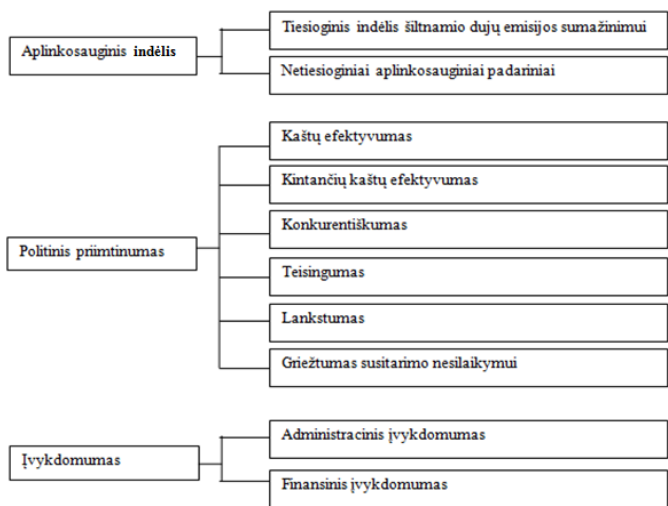 Aplinkosauginis indėlis
Tiesioginis indėlis šiltnamio dujų emisijos sumažinimui
Netiesioginiai aplinkosauginiai padariniai
Politinis priimtinumas
Kaštų efektyvumas
Kintančių kaštų efektyvumas
Konkurentiškumas
Teisingumas
Lankstumas
Griežtumas susitarimo nesilaikymui
Įvykdomumas
Administracinis įvykdomumas
Finansinis įvykdomumas